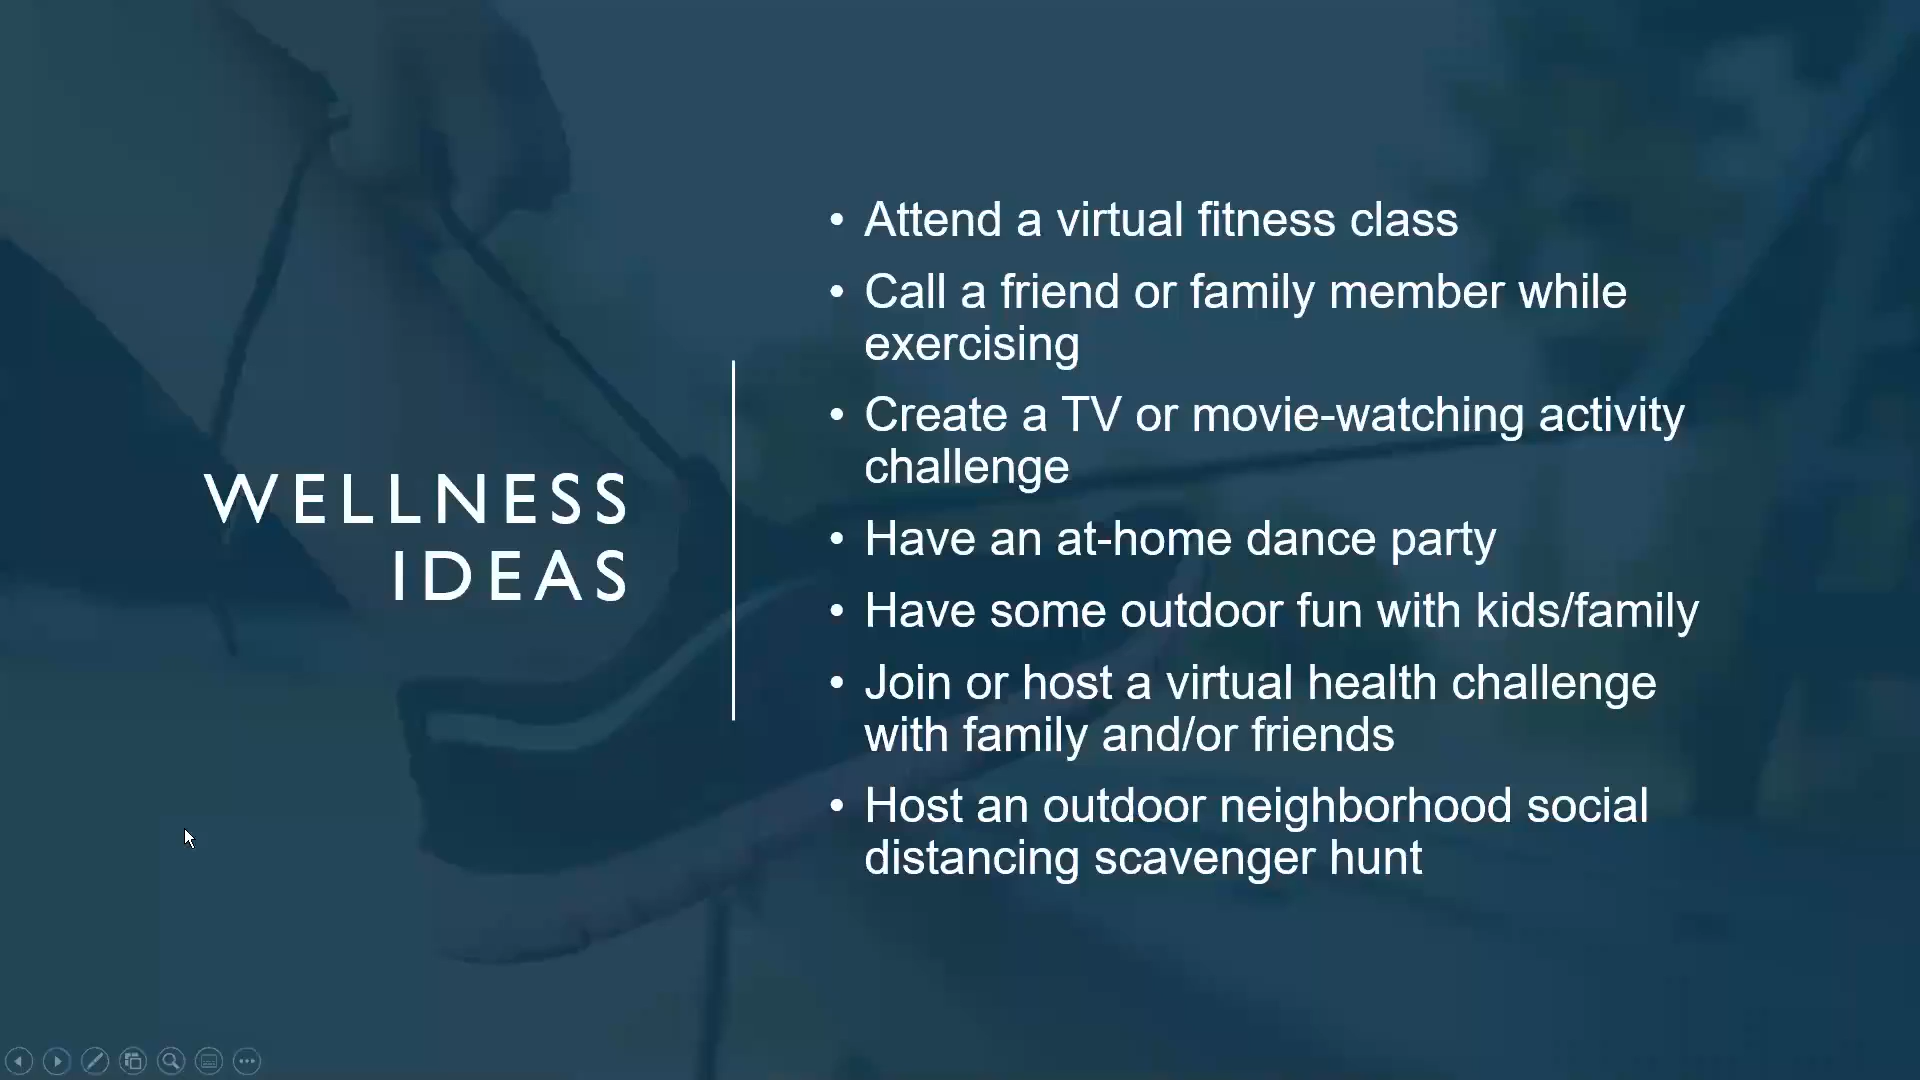 WELLNESS
IDEAS
• Attend a virtual fitness class
• Call a friend or family member while
exercising
• Create a TV or movie-watching activity
challenge
• Have an at-home dance party
• Have some outdoor fun with kids/family
• Join or host a virtual health challenge
with family and/or friends
• Host an outdoor neighborhood social
distancing scavenger hunt